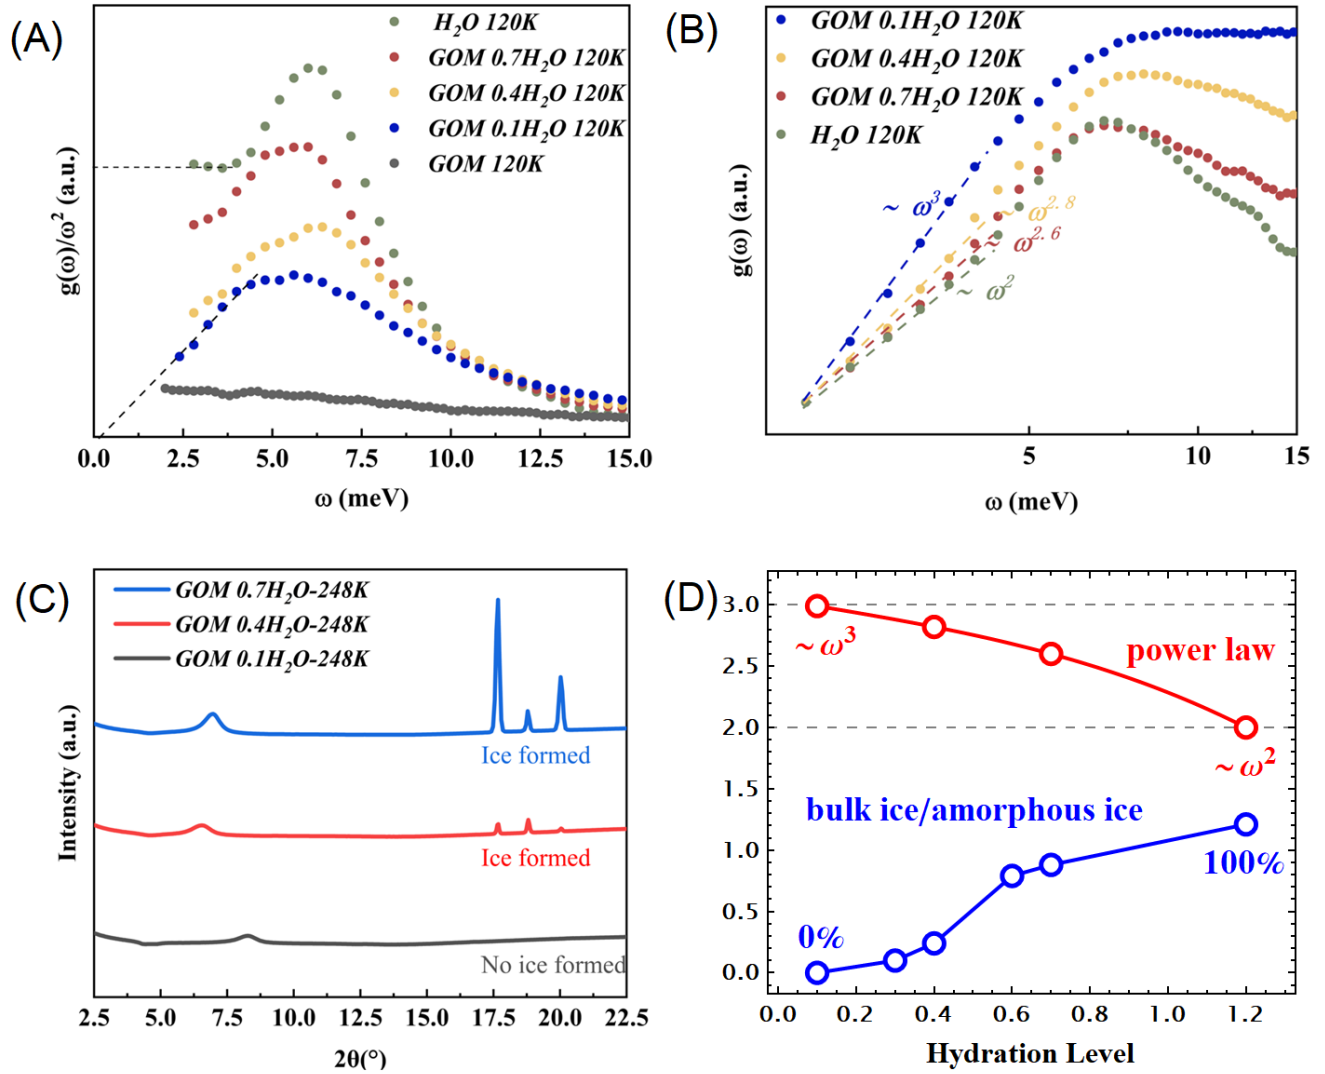 (A)
H₂O 120K
GOM 0.7H₂O 120K
GOM 0.4H₂O 120K
GOM 0.1H₂O 120K
GOM 120K
g(ω)/ω² (a.u.)
0.0 2.5 5.0 7.5 10.0 12.5 15.0
ω (meV)
(B)
GOM 0.1H₂O 120K
GOM 0.4H₂O 120K
GOM 0.7H₂O 120K
H₂O 120K
~ ω³
~ ω²·⁸
~ ω²·⁶
~ ω²
g(ω) (a.u.)
5 10 15
ω (meV)
(C)
GOM 0.7H₂O-248K
GOM 0.4H₂O-248K
GOM 0.1H₂O-248K
Ice formed
Ice formed
No ice formed
Intensity (a.u.)
2.5 5.0 7.5 10.0 12.5 15.0 17.5 20.0 22.5
2θ(°)
(D)
3.0
2.5
2.0
1.5
1.0
0.5
0.0
~ω³
power law
~ω²
bulk ice/amorphous ice
100%
0%
0.0 0.2 0.4 0.6 0.8 1.0 1.2
Hydration Level